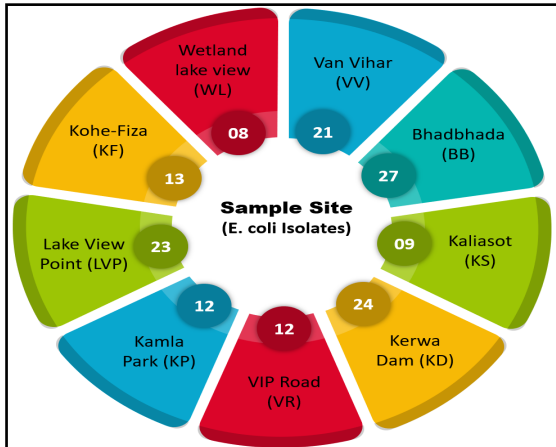 Sample Site
(E. coli Isolates)
Wetland
lake view
(WL)
08
Van Vihar
(VV)
21
Bhadbhada
(BB)
27
Kaliasot
(KS)
09
Kerwa
Dam (KD)
24
VIP Road
(VR)
12
Kamla
Park (KP)
12
Lake View
Point (LVP)
23
Kohe-Fiza
(KF)
13